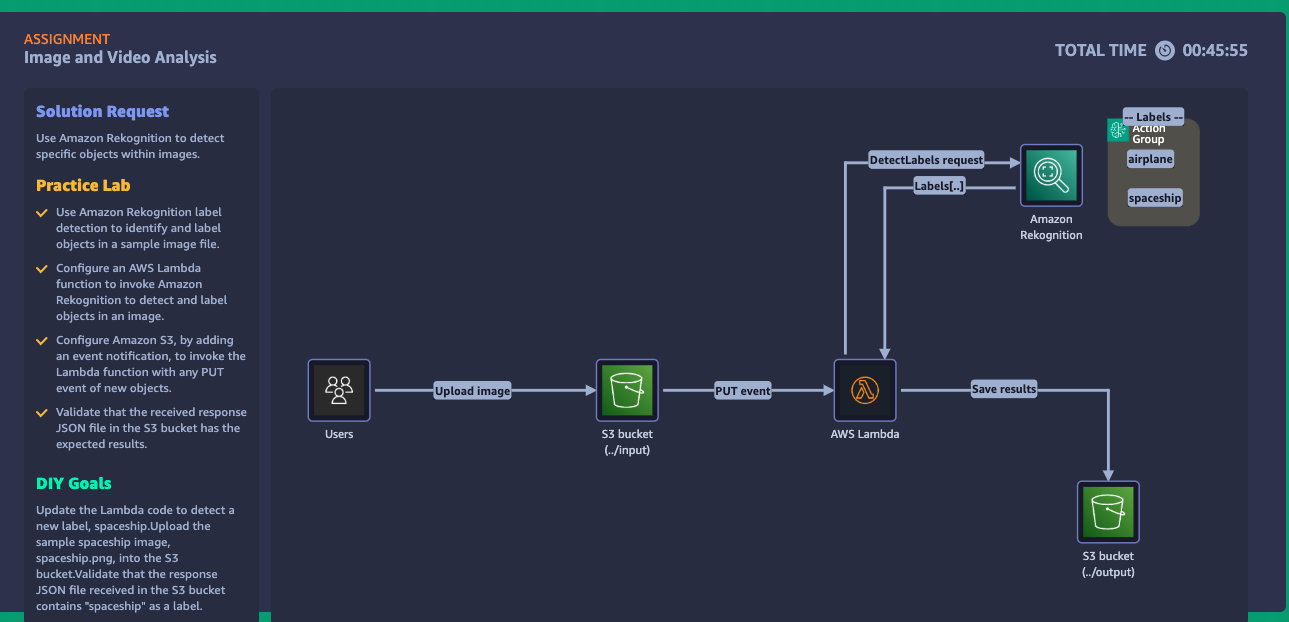 ASSIGNMENT
Image and Video Analysis
TOTAL TIME 00:45:55
Solution Request
Use Amazon Rekognition to detect
specific objects within images.
Practice Lab
Use Amazon Rekognition label
detection to identify and label
objects in a sample image file.
Configure an AWS Lambda
function to invoke Amazon
Rekognition to detect and label
objects in an image.
Configure Amazon S3, by adding
an event notification, to invoke the
Lambda function with any PUT
event of new objects.
Validate that the received response
JSON file in the S3 bucket has the
expected results.
DIY Goals
Update the Lambda code to detect a
new label, spaceship.Upload the
sample spaceship image,
spaceship.png, into the S3
bucket.Validate that the response
JSON file received in the S3 bucket
contains "spaceship" as a label.
-- Labels --
Action
Group
airplane
spaceship
DetectLabels request
Labels[..]
Amazon
Rekognition
Upload image
PUT event
Save results
Users
S3 bucket
(../input)
AWS Lambda
S3 bucket
(../output)